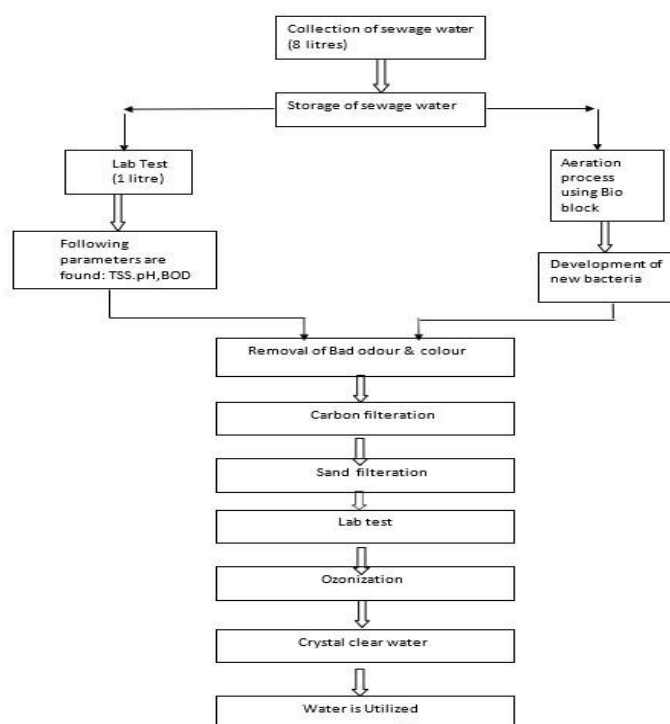 Collection of sewage water
(8 litres)
Storage of sewage water
Lab Test
(1 litre)
Aeration
process
using Bio
block
Following
parameters are
found: TSS.pH,BOD
Development of
new bacteria
Removal of Bad odour & colour
Carbon filteration
Sand filteration
Lab test
Ozonization
Crystal clear water
Water is Utilized